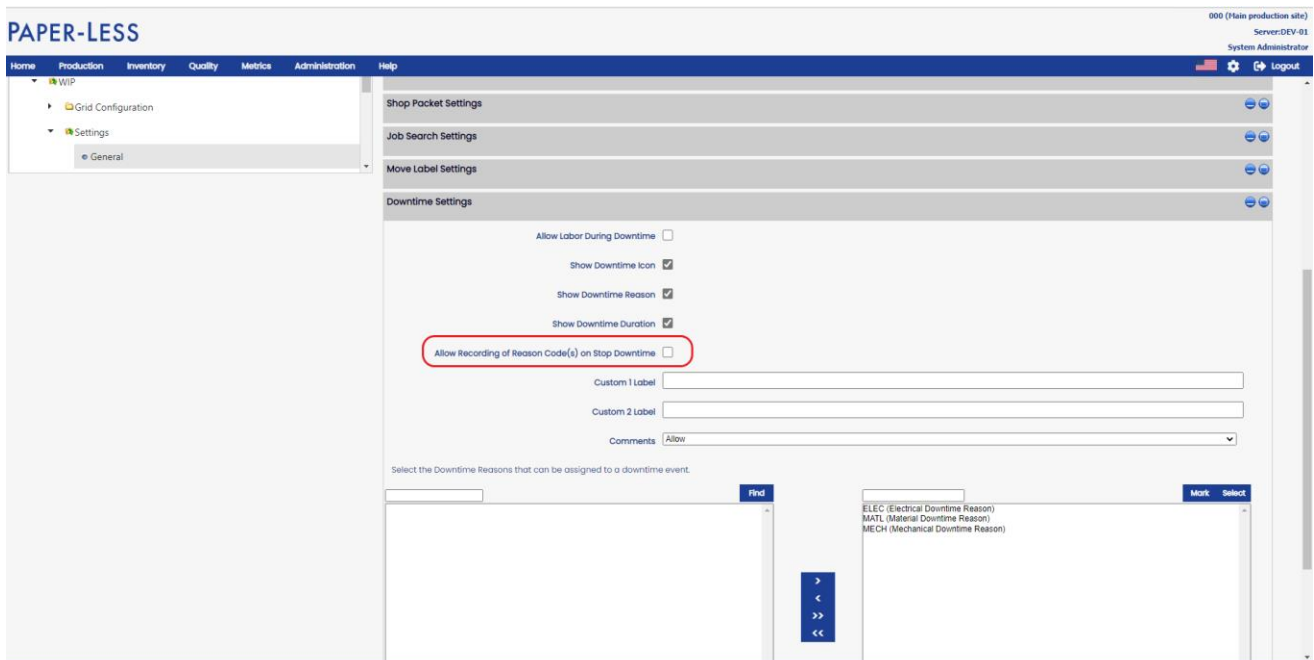 000 (Main production site)
PAPER-LESS
Server:DEV-01
System Administrator
Home Production Inventory Quality Metrics Administration Help Logout
WIP
Grid Configuration
Settings
General
Shop Packet Settings
Job Search Settings
Move Label Settings
Downtime Settings
Allow Labor During Downtime
Show Downtime Icon
Show Downtime Reason
Show Downtime Duration
Allow Recording of Reason Code(s) on Stop Downtime
Custom 1 Label
Custom 2 Label
Comments Allow
Select the Downtime Reasons that can be assigned to a downtime event.
Find
Mark Select
ELEC (Electrical Downtime Reason)
MATL (Material Downtime Reason)
MECH (Mechanical Downtime Reason)
>
<
>>
<<